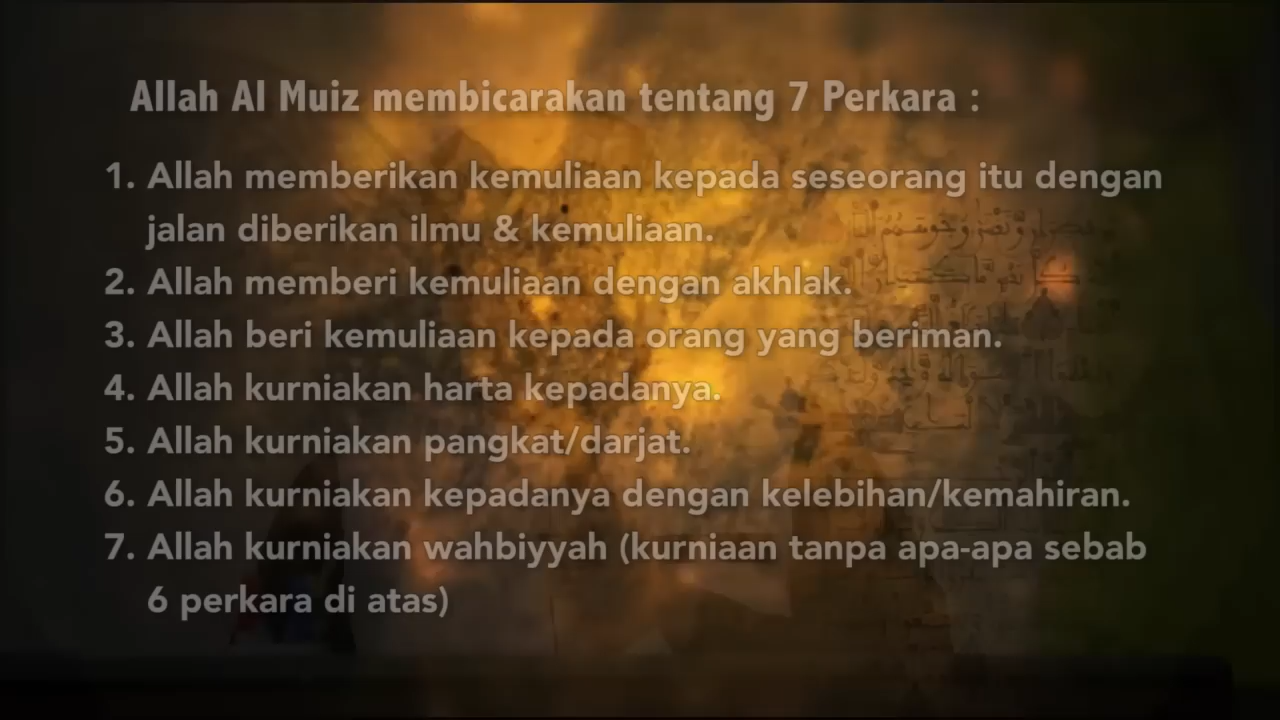 Allah Al Muiz membicarakan tentang 7 Perkara :
1. Allah memberikan kemuliaan kepada seseorang itu dengan
jalan diberikan ilmu & kemuliaan.
2. Allah memberi kemuliaan dengan akhlak.
3. Allah beri kemuliaan kepada orang yang beriman.
4. Allah kurniakan harta kepadanya.
5. Allah kurniakan pangkat/darjat.
6. Allah kurniakan kepadanya dengan kelebihan/kemahiran.
7. Allah kurniakan wahbiyyah (kurniaan tanpa apa-apa sebab
6 perkara di atas)